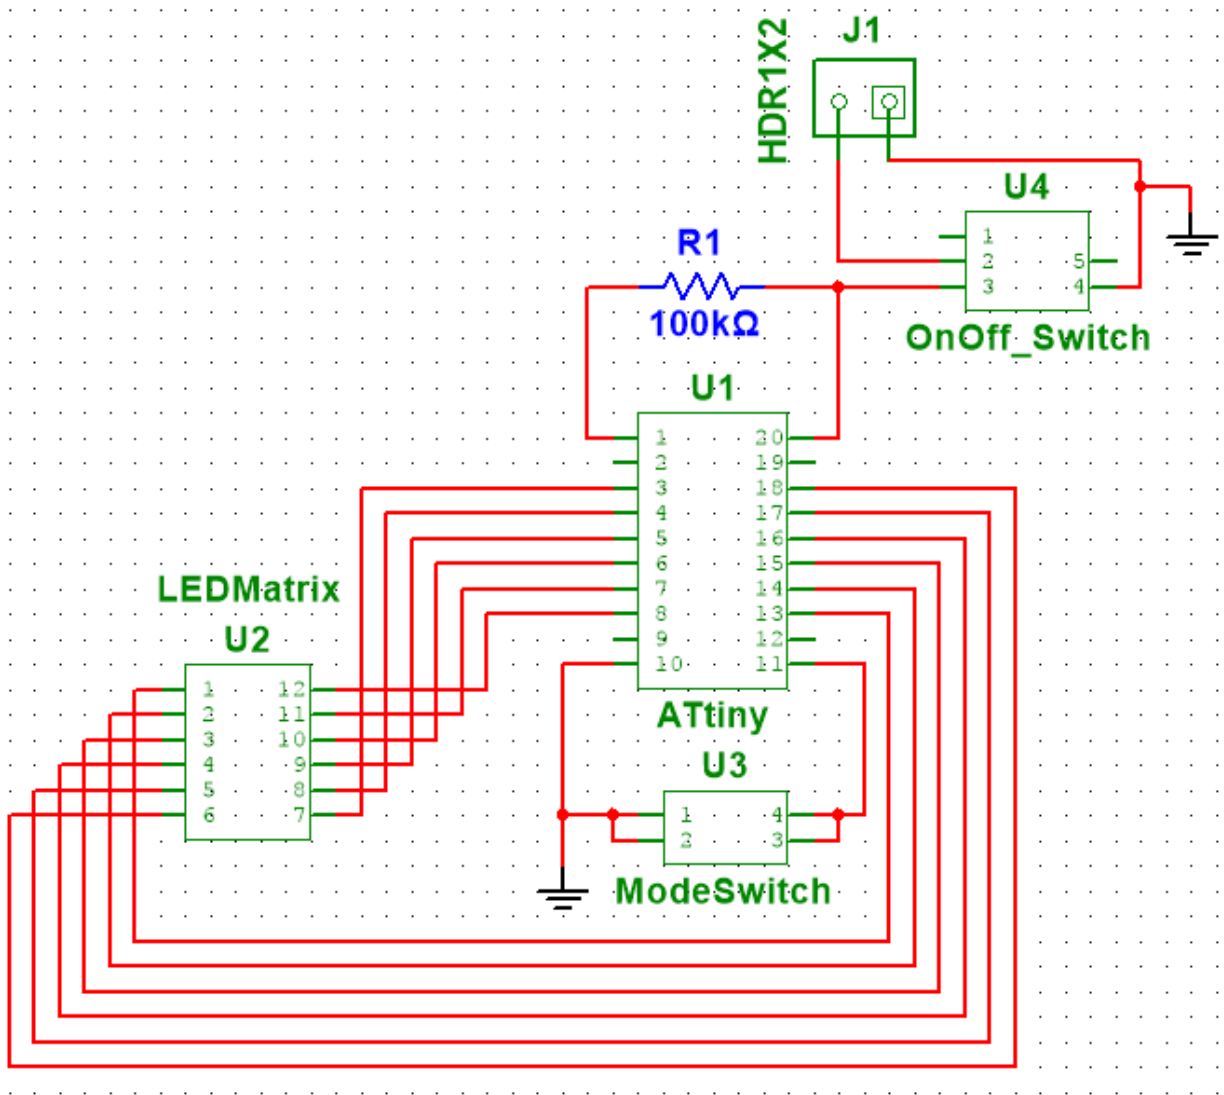 J1
HDR1X2
U4
1
2 5
3 4
OnOff_Switch
R1
100kΩ
U1
1 20
2 19
3 18
4 17
5 16
6 15
7 14
8 13
9 12
10 11
ATtiny
LEDMatrix
U2
1 12
2 11
3 10
4 9
5 8
6 7
U3
1 4
2 3
ModeSwitch